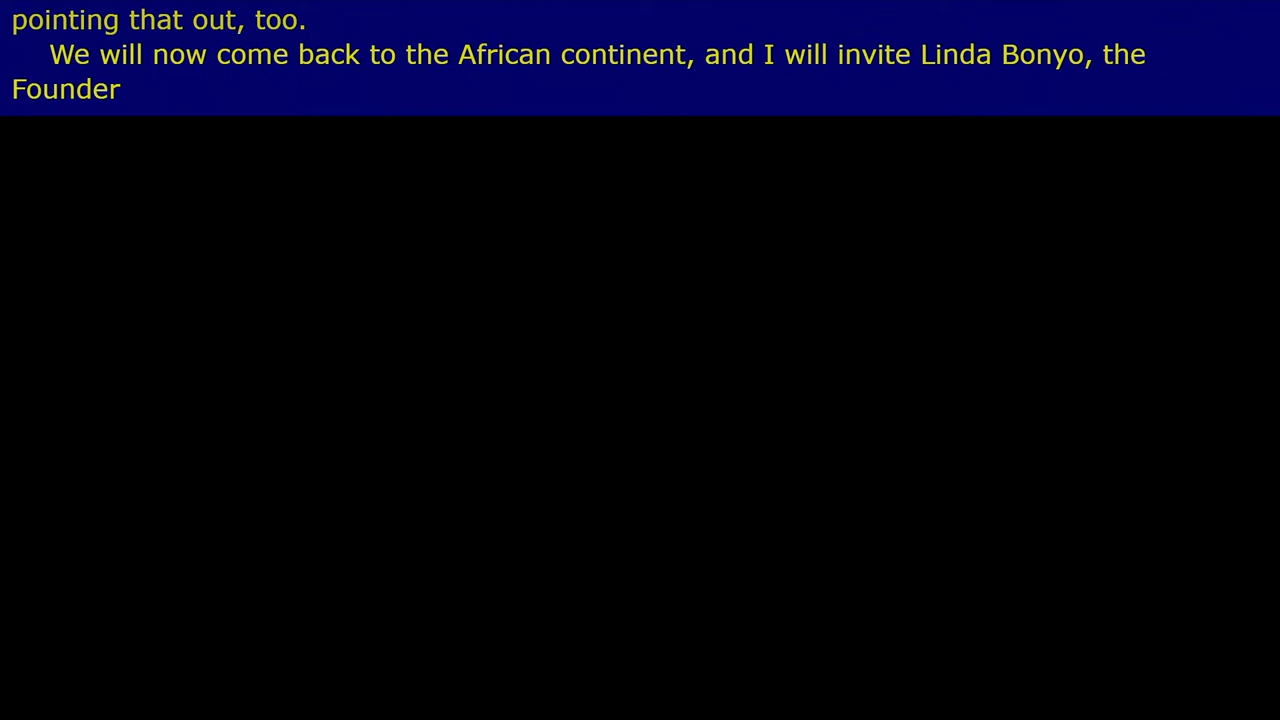 pointing that out, too.
We will now come back to the African continent, and I will invite Linda Bonyo, the
Founder